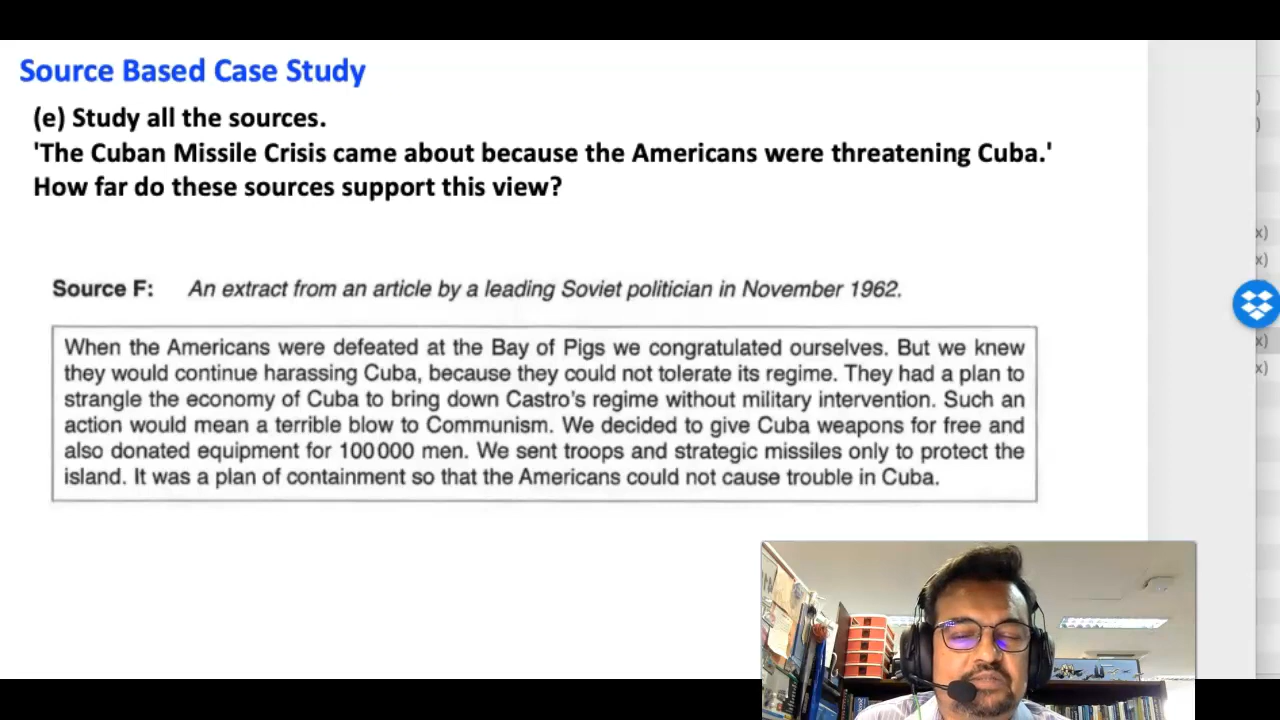 Source Based Case Study
(e) Study all the sources.
'The Cuban Missile Crisis came about because the Americans were threatening Cuba.'
How far do these sources support this view?
Source F: An extract from an article by a leading Soviet politician in November 1962.
When the Americans were defeated at the Bay of Pigs we congratulated ourselves. But we knew
they would continue harassing Cuba, because they could not tolerate its regime. They had a plan to
strangle the economy of Cuba to bring down Castro's regime without military intervention. Such an
action would mean a terrible blow to Communism. We decided to give Cuba weapons for free and
also donated equipment for 100 000 men. We sent troops and strategic missiles only to protect the
island. It was a plan of containment so that the Americans could not cause trouble in Cuba.
)
)
x)
x)
x)
x)